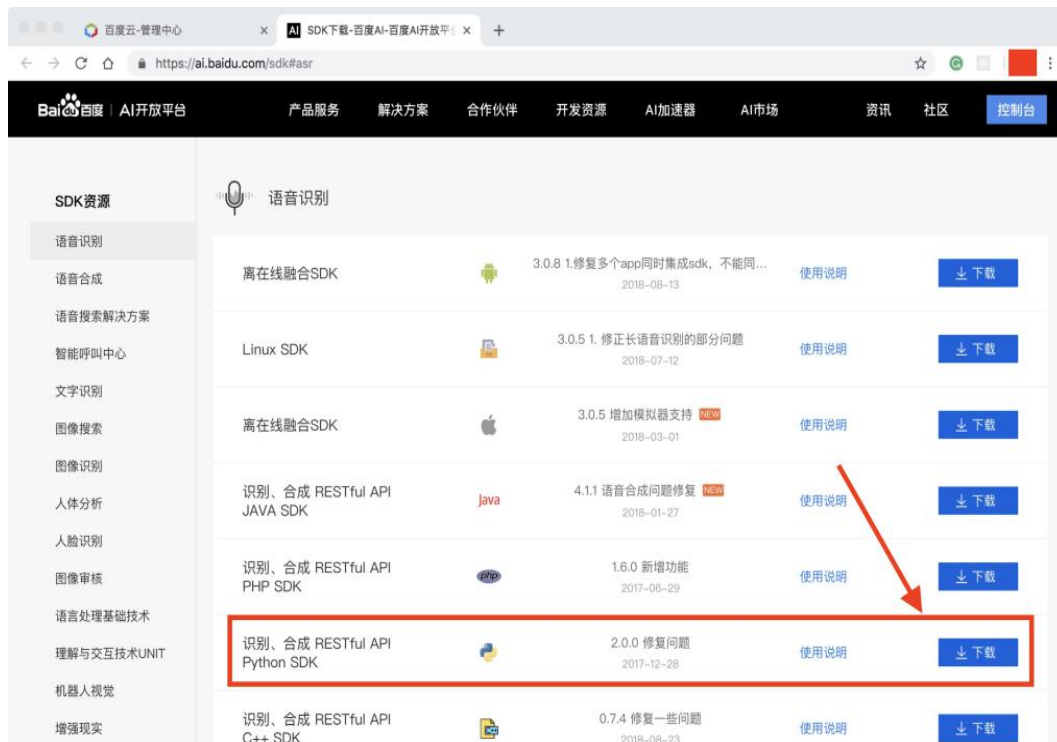 百度云-管理中心
SDK下载-百度AI-百度AI开放平
https://ai.baidu.com/sdk#asr
Bai百度 AI开放平台
产品服务 解决方案 合作伙伴 开发资源 AI加速器 AI市场 资讯 社区 控制台
SDK资源
语音识别
语音合成
语音搜索解决方案
智能呼叫中心
文字识别
图像搜索
图像识别
人体分析
人脸识别
图像审核
语言处理基础技术
理解与交互技术UNIT
机器人视觉
增强现实
语音识别
离在线融合SDK
3.0.8 1.修复多个app同时集成sdk，不能同...
2018-08-13
使用说明
下载
Linux SDK
3.0.5 1. 修正长语音识别的部分问题
2018-07-12
使用说明
下载
离在线融合SDK
3.0.5 增加模拟器支持 NEW
2018-03-01
使用说明
下载
识别、合成 RESTful API
JAVA SDK
Java
4.1.1 语音合成问题修复 NEW
2018-01-27
使用说明
下载
识别、合成 RESTful API
PHP SDK
php
1.6.0 新增功能
2017-06-29
使用说明
下载
识别、合成 RESTful API
Python SDK
2.0.0 修复问题
2017-12-28
使用说明
下载
识别、合成 RESTful API
C++ SDK
0.7.4 修复一些问题
2018-08-23
使用说明
下载